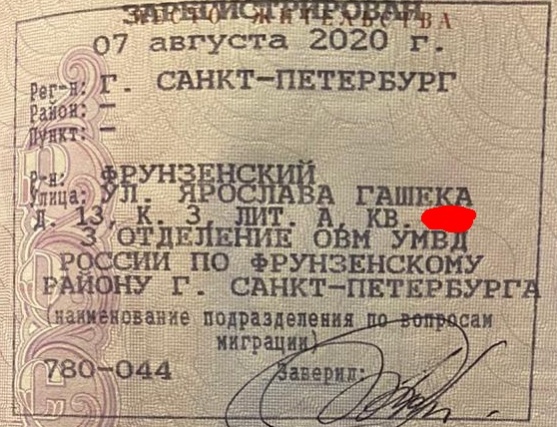 ЗАРЕГИСТРИРОВАН
МЕСТО ЖИТЕЛЬСТВА
07 августа 2020 г.
Рег-н: Г. САНКТ-ПЕТЕРБУРГ
Район: –
Пункт: –
Р-н: ФРУНЗЕНСКИЙ
Улица: УЛ. ЯРОСЛАВА ГАШЕКА
Д. 13, К. 3, ЛИТ. А, КВ.
3 ОТДЕЛЕНИЕ ОВМ УМВД
РОССИИ ПО ФРУНЗЕНСКОМУ
РАЙОНУ Г. САНКТ-ПЕТЕРБУРГА
(наименование подразделения по вопросам
миграции)
780-044 Заверил: